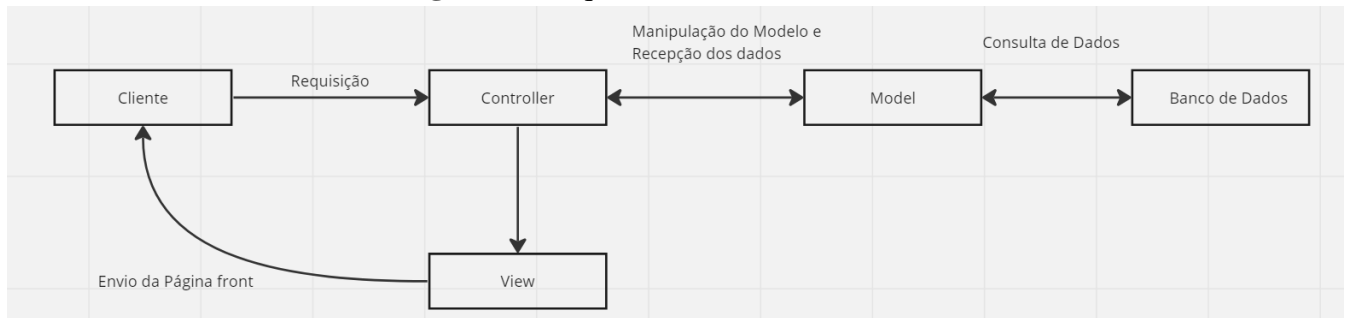 Manipulação do Modelo e
Recepção dos dados
Consulta de Dados
Requisição
Cliente
Controller
Model
Banco de Dados
Envio da Página front
View